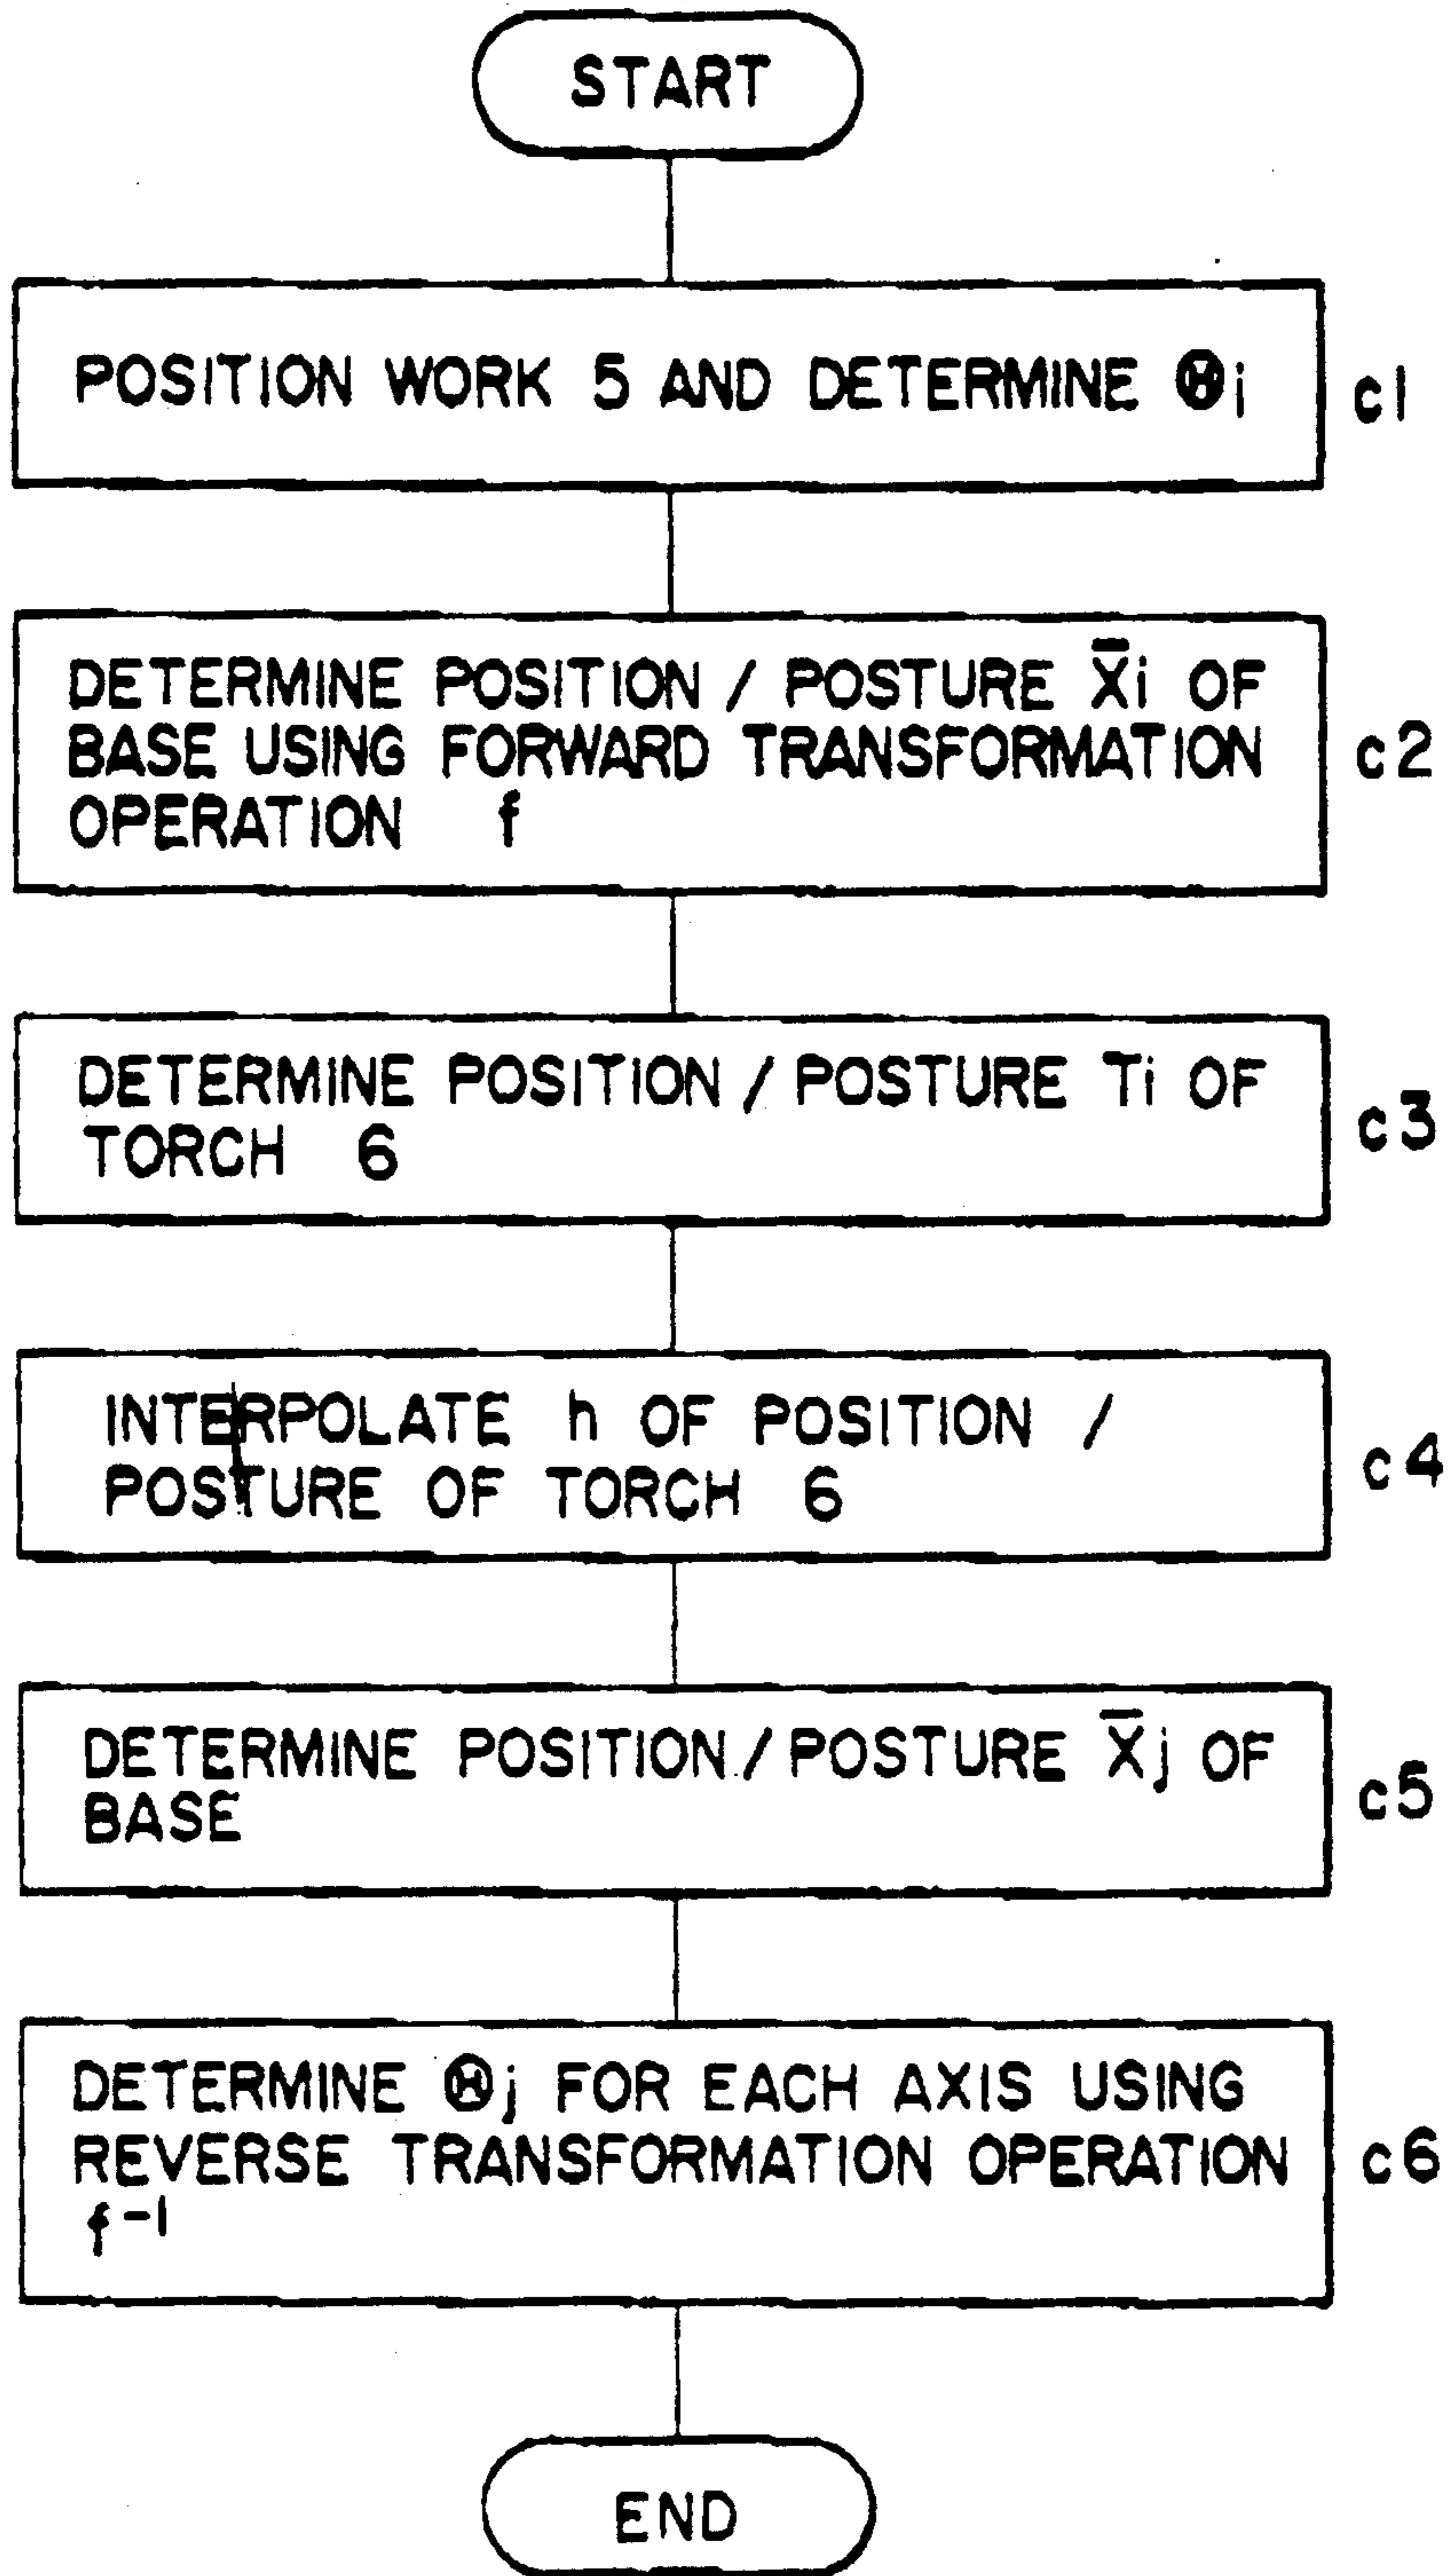 START
POSITION WORK 5 AND DETERMINE Θi
c1
DETERMINE POSITION / POSTURE X̄i OF
BASE USING FORWARD TRANSFORMATION
OPERATION f
c2
DETERMINE POSITION / POSTURE Ti OF
TORCH 6
c3
INTERPOLATE h OF POSITION /
POSTURE OF TORCH 6
c4
DETERMINE POSITION / POSTURE X̄j OF
BASE
c5
DETERMINE Θj FOR EACH AXIS USING
REVERSE TRANSFORMATION OPERATION
f⁻¹
c6
END